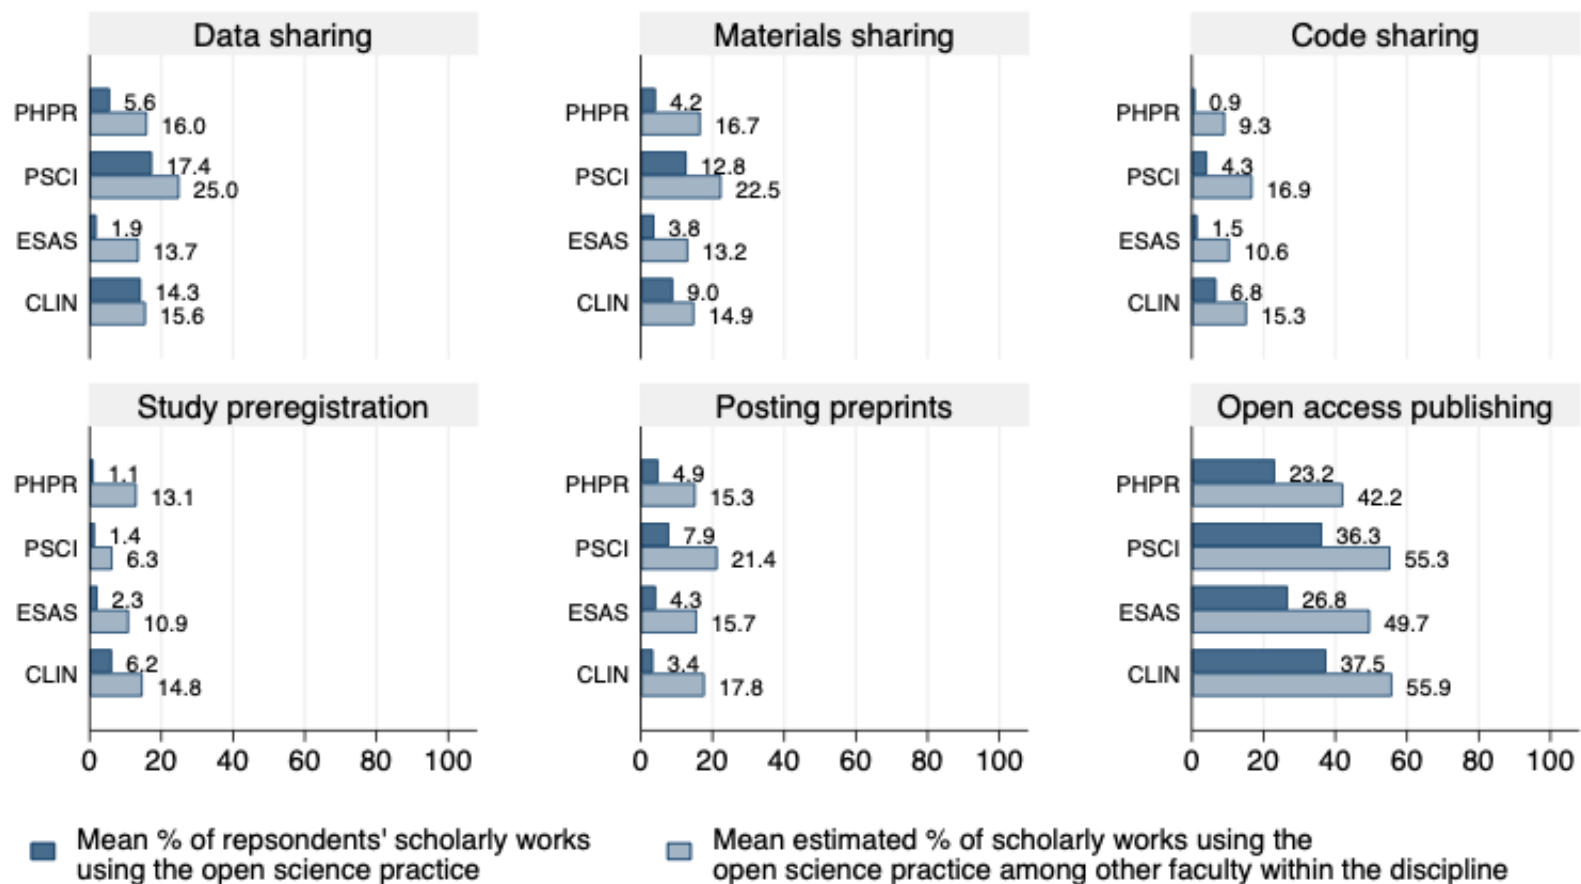 Data sharing
PHPR
5.6
16.0
PSCI
17.4
25.0
ESAS
1.9
13.7
CLIN
14.3
15.6
Materials sharing
PHPR
4.2
16.7
PSCI
12.8
22.5
ESAS
3.8
13.2
CLIN
9.0
14.9
Code sharing
PHPR
0.9
9.3
PSCI
4.3
16.9
ESAS
1.5
10.6
CLIN
6.8
15.3
Study preregistration
PHPR
1.1
13.1
PSCI
1.4
6.3
ESAS
2.3
10.9
CLIN
6.2
14.8
0 20 40 60 80 100
Posting preprints
PHPR
4.9
15.3
PSCI
7.9
21.4
ESAS
4.3
15.7
CLIN
3.4
17.8
0 20 40 60 80 100
Open access publishing
PHPR
23.2
42.2
PSCI
36.3
55.3
ESAS
26.8
49.7
CLIN
37.5
55.9
0 20 40 60 80 100
Mean % of repsondents' scholarly works
using the open science practice
Mean estimated % of scholarly works using the
open science practice among other faculty within the discipline